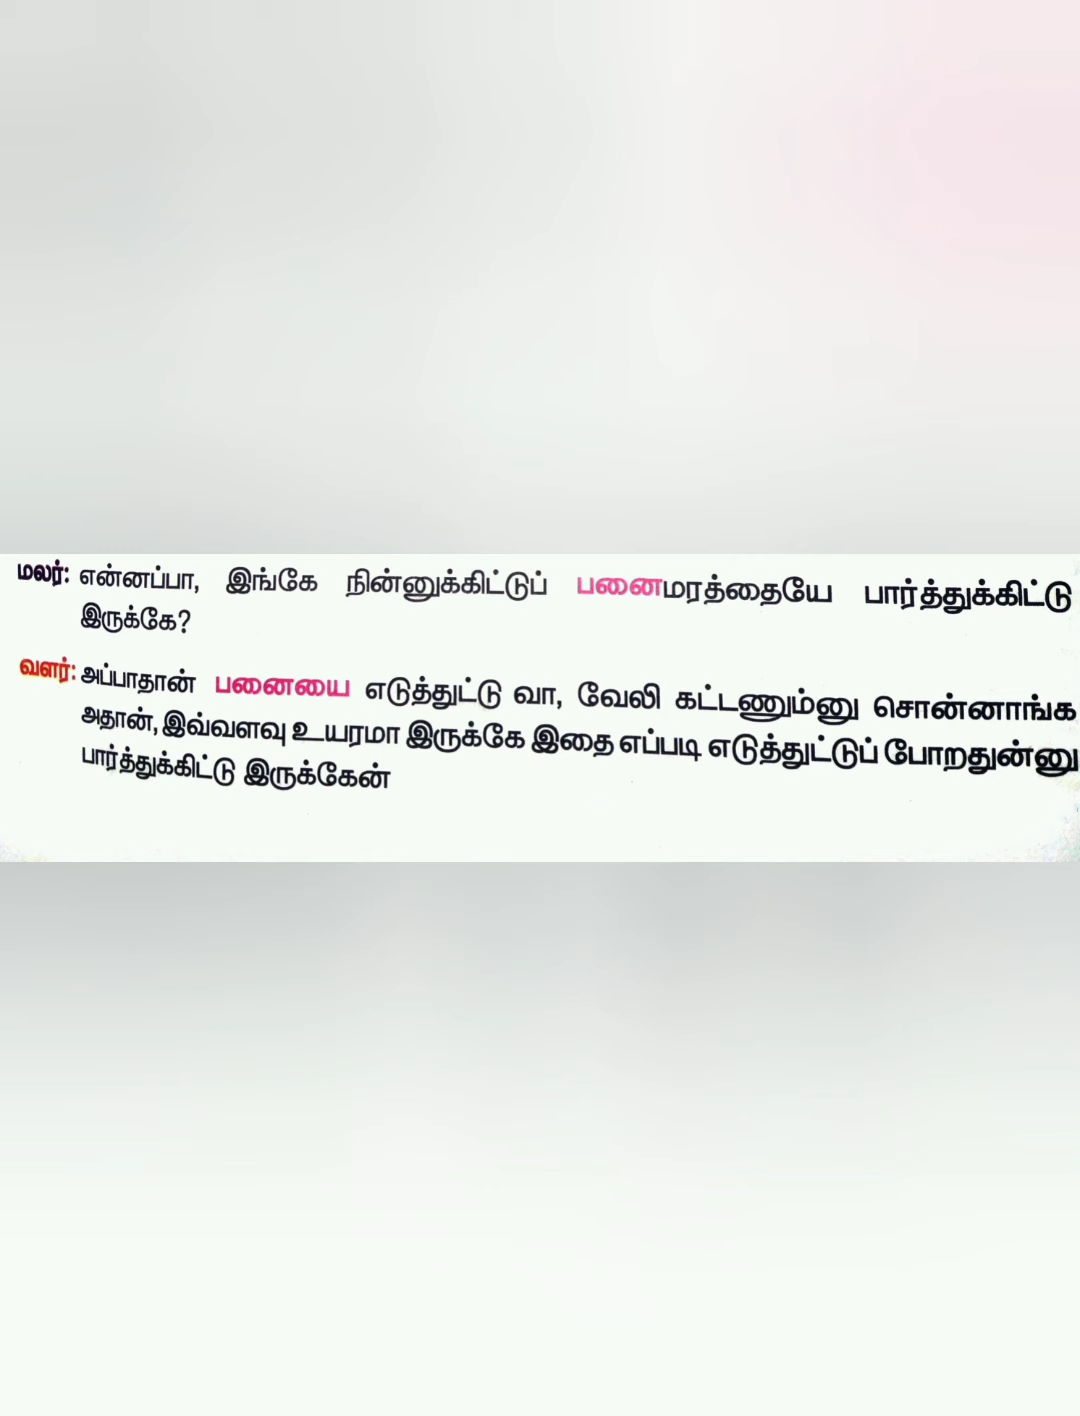 மலர்: என்னப்பா, இங்கே நின்னுக்கிட்டுப் பனைமரத்தையே பார்த்துக்கிட்டு
இருக்கே?
வளர்: அப்பாதான் பனையை எடுத்துட்டு வா, வேலி கட்டணும்னு சொன்னாங்க
அதான், இவ்வளவு உயரமா இருக்கே இதை எப்படி எடுத்துட்டுப் போறதுன்னு
பார்த்துக்கிட்டு இருக்கேன்